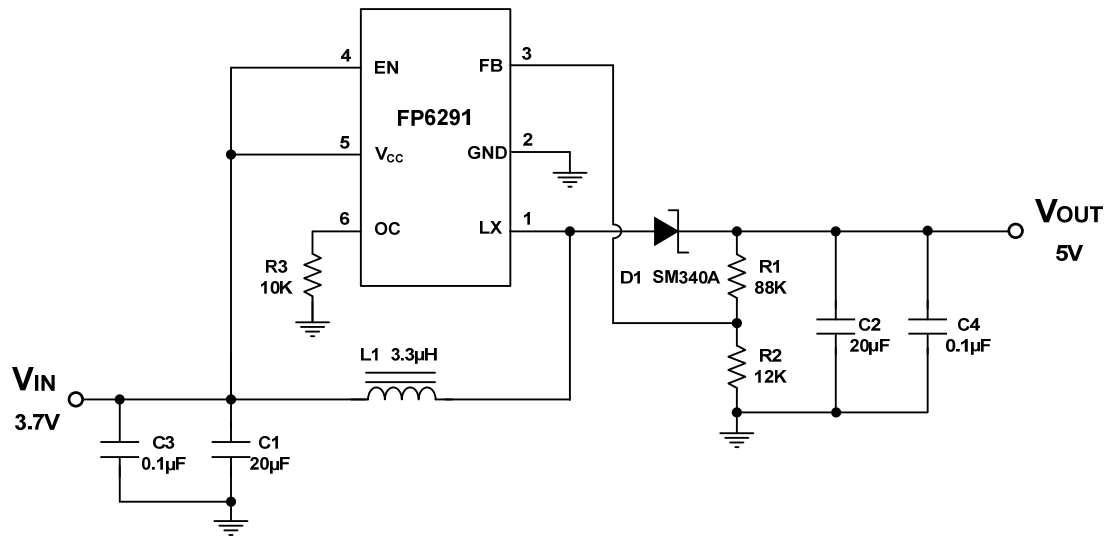 4
EN
FB
3
FP6291
5
VCC
GND
2
6
OC
LX
1
VOUT
5V
R3
10K
D1 SM340A
R1
88K
C2
20µF
C4
0.1µF
L1 3.3µH
R2
12K
VIN
3.7V
C3
0.1µF
C1
20µF